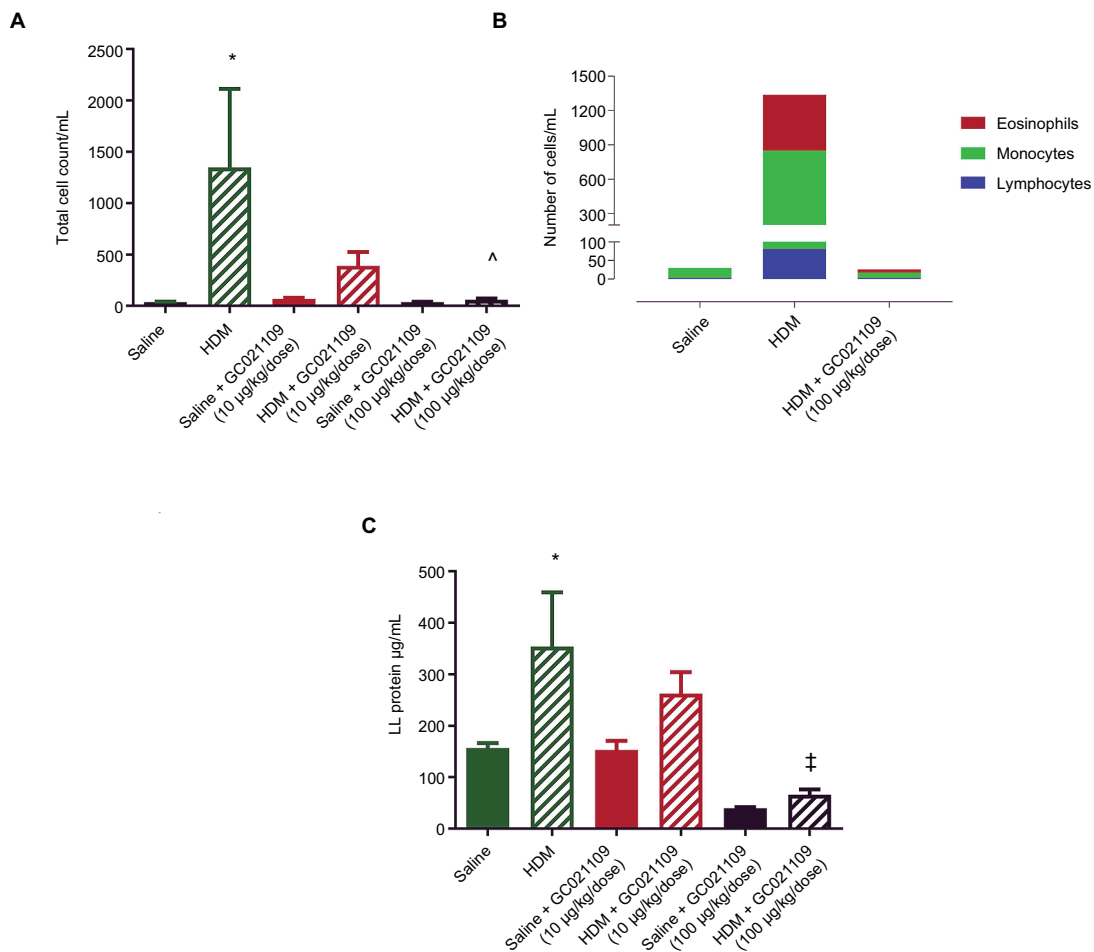 A
Total cell count/mL
2500
2000
1500
1000
500
0
*
^
Saline
HDM
Saline + GC021109
(10 µg/kg/dose)
HDM + GC021109
(10 µg/kg/dose)
Saline + GC021109
(100 µg/kg/dose)
HDM + GC021109
(100 µg/kg/dose)
B
Number of cells/mL
1500
1200
900
600
300
100
50
0
Saline
HDM
HDM + GC021109
(100 µg/kg/dose)
Eosinophils
Monocytes
Lymphocytes
C
LL protein µg/mL
500
400
300
200
100
0
*
‡
Saline
HDM
Saline + GC021109
(10 µg/kg/dose)
HDM + GC021109
(10 µg/kg/dose)
Saline + GC021109
(100 µg/kg/dose)
HDM + GC021109
(100 µg/kg/dose)